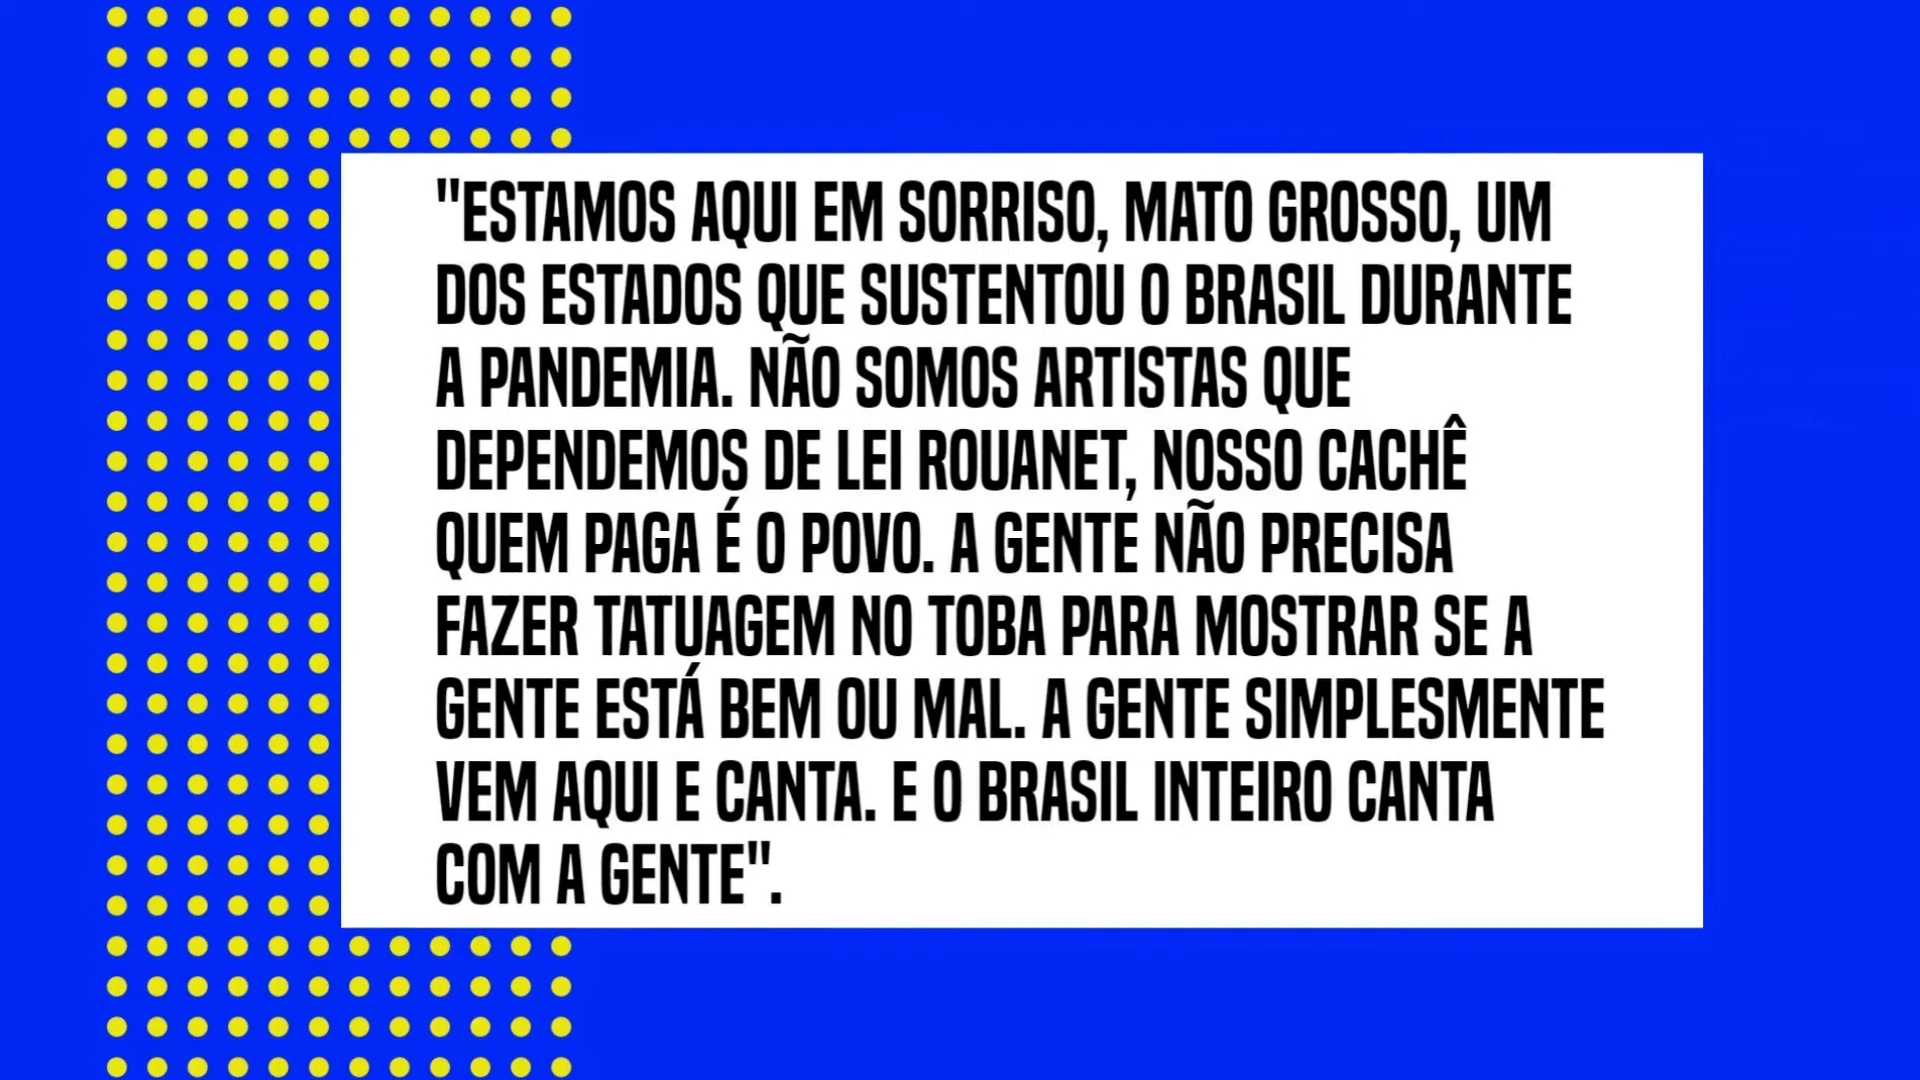 "ESTAMOS AQUI EM SORRISO, MATO GROSSO, UM
DOS ESTADOS QUE SUSTENTOU O BRASIL DURANTE
A PANDEMIA. NÃO SOMOS ARTISTAS QUE
DEPENDEMOS DE LEI ROUANET, NOSSO CACHÊ
QUEM PAGA É O POVO. A GENTE NÃO PRECISA
FAZER TATUAGEM NO TOBA PARA MOSTRAR SE A
GENTE ESTÁ BEM OU MAL. A GENTE SIMPLESMENTE
VEM AQUI E CANTA. E O BRASIL INTEIRO CANTA
COM A GENTE".